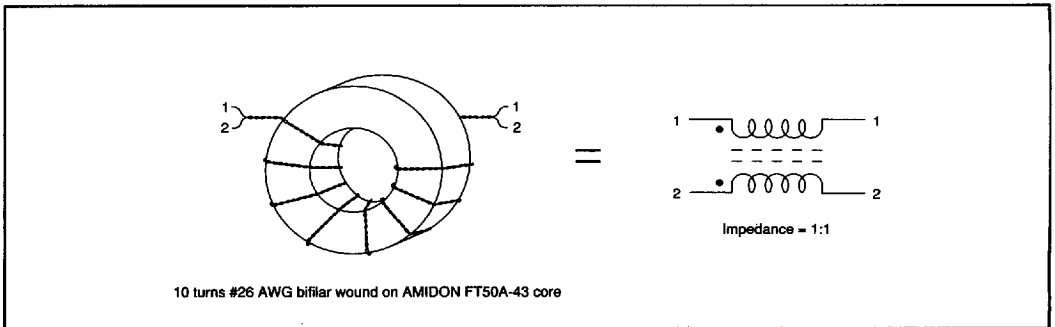 1 1 1 1
2 2 2 2
Impedance = 1:1
10 turns #26 AWG bifilar wound on AMIDON FT50A-43 core